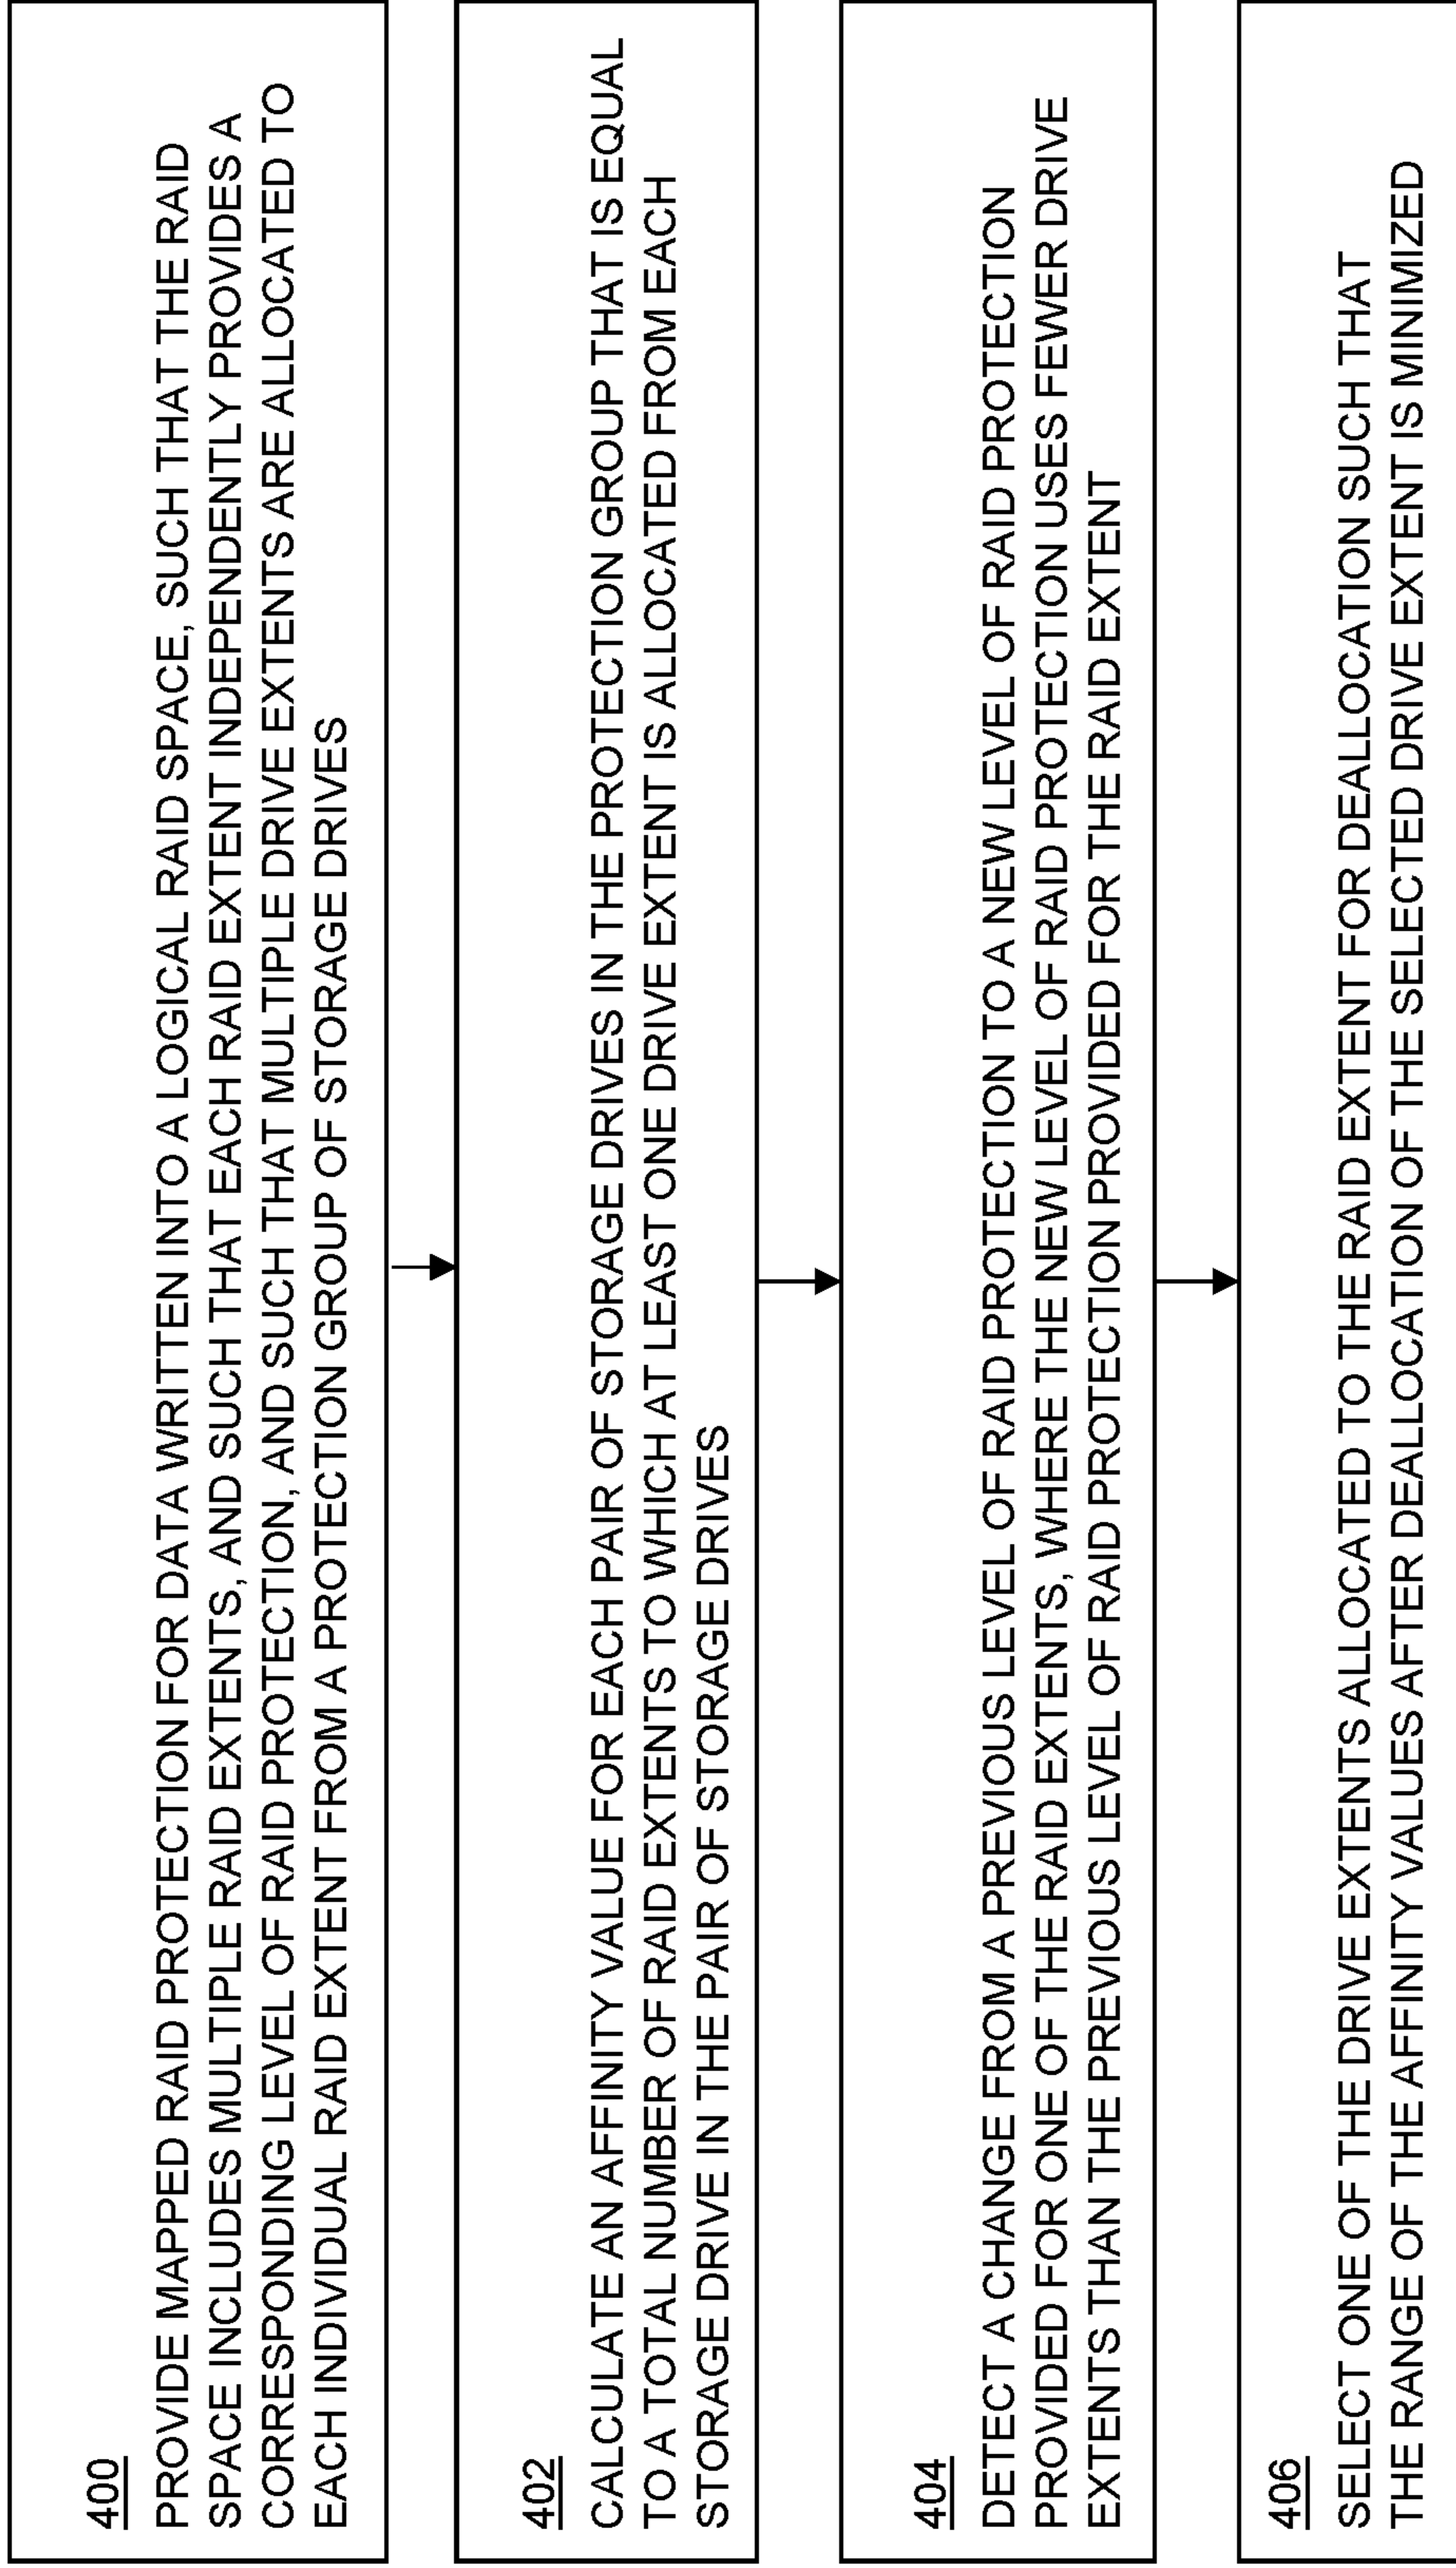 400
PROVIDE MAPPED RAID PROTECTION FOR DATA WRITTEN INTO A LOGICAL RAID SPACE, SUCH THAT THE RAID
SPACE INCLUDES MULTIPLE RAID EXTENTS, AND SUCH THAT EACH RAID EXTENT INDEPENDENTLY PROVIDES A
CORRESPONDING LEVEL OF RAID PROTECTION, AND SUCH THAT MULTIPLE DRIVE EXTENTS ARE ALLOCATED TO
EACH INDIVIDUAL RAID EXTENT FROM A PROTECTION GROUP OF STORAGE DRIVES
402
CALCULATE AN AFFINITY VALUE FOR EACH PAIR OF STORAGE DRIVES IN THE PROTECTION GROUP THAT IS EQUAL
TO A TOTAL NUMBER OF RAID EXTENTS TO WHICH AT LEAST ONE DRIVE EXTENT IS ALLOCATED FROM EACH
STORAGE DRIVE IN THE PAIR OF STORAGE DRIVES
404
DETECT A CHANGE FROM A PREVIOUS LEVEL OF RAID PROTECTION TO A NEW LEVEL OF RAID PROTECTION
PROVIDED FOR ONE OF THE RAID EXTENTS, WHERE THE NEW LEVEL OF RAID PROTECTION USES FEWER DRIVE
EXTENTS THAN THE PREVIOUS LEVEL OF RAID PROTECTION PROVIDED FOR THE RAID EXTENT
406
SELECT ONE OF THE DRIVE EXTENTS ALLOCATED TO THE RAID EXTENT FOR DEALLOCATION SUCH THAT
THE RANGE OF THE AFFINITY VALUES AFTER DEALLOCATION OF THE SELECTED DRIVE EXTENT IS MINIMIZED